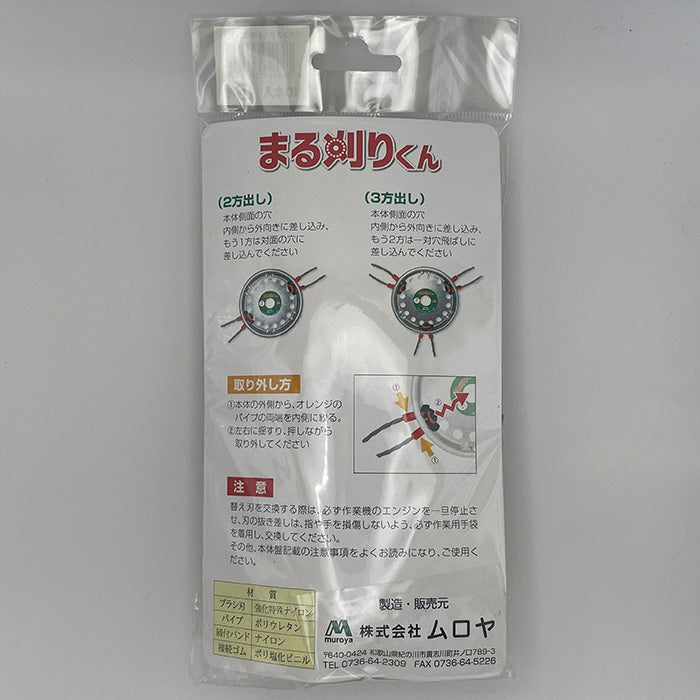 10本入
まる刈りくん
(2方出し)
本体側面の穴
内側から外向きに差し込み、
もう1方は対面の穴に
差し込んでください
(3方出し)
本体側面の穴
内側から外向きに差し込み、
もう2方は一対穴飛ばしに
差し込んでください
取り外し方
①本体の外側から、オレンジの
パイプの両端を内側に絞る。
②左右に揺すり、押しながら
取り外してください
①
②
①
注意
替え刃を交換する際は、必ず作業機のエンジンを一旦停止さ
せ、刃の抜き差しは、指や手を損傷しないよう、必ず作業用手袋
を着用し、交換してください。
その他、本体盤記載の注意事項をよくお読みになり、ご使用く
ださい。
材質
ブラシ刃 強化特殊ナイロン
パイプ ポリウレタン
締付バンド ナイロン
接続ゴム ポリ塩化ビニル
製造・販売元
muroya
株式会社 ムロヤ
〒640-0424 和歌山県紀の川市貴志川町井ノ口789-3
TEL 0736-64-2309 FAX 0736-64-5226